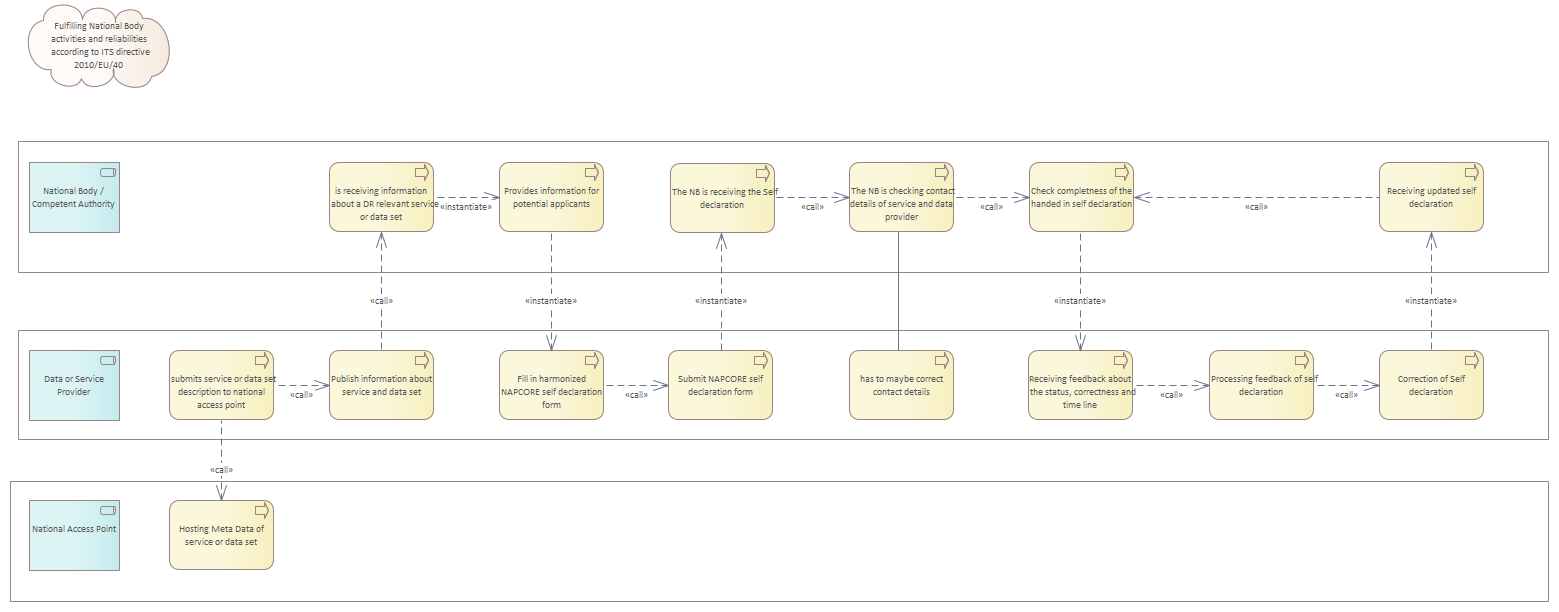 Fulfilling National Body
activities and reliabilities
according to ITS directive
2010/EU/40
National Body /
Competent Authority
is receiving information
about a DR relevant service
or data set
«instantiate»
Provides information for
potential applicants
The NB is receiving the Self
declaration
«call»
The NB is checking contact
details of service and data
provider
«call»
Check completness of the
handed in self declaration
«call»
Receiving updated self
declaration
«call»
«instantiate»
«instantiate»
«instantiate»
«instantiate»
Data or Service
Provider
submits service or data set
description to national
access point
«call»
Publish information about
service and data set
Fill in harmonized
NAPCORE self declaration
form
«call»
Submit NAPCORE self
declaration form
has to maybe correct
contact details
Receiving feedback about
the status, correctness and
time line
«call»
Processing feedback of self
declaration
«call»
Correction of Self
declaration
«call»
National Access Point
Hosting Meta Data of
service or data set